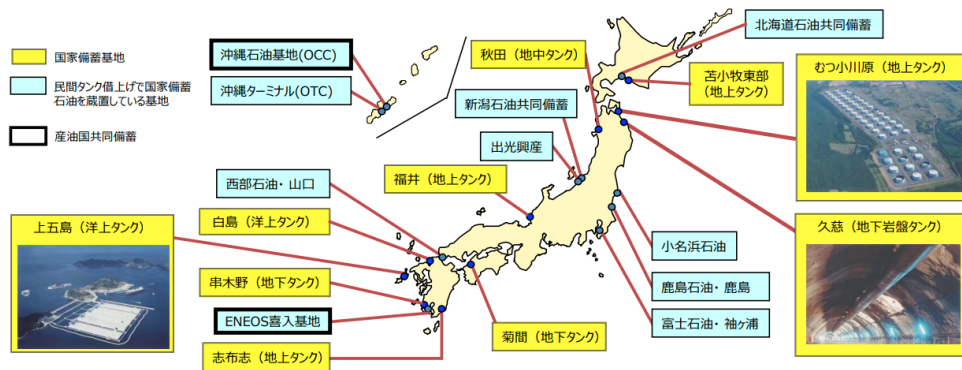 国家備蓄基地
民間タンク借上げで国家備蓄
石油を蔵置している基地
産油国共同備蓄
沖縄石油基地(OCC)
沖縄ターミナル(OTC)
北海道石油共同備蓄
秋田（地中タンク）
苫小牧東部
（地上タンク）
むつ小川原（地上タンク）
新潟石油共同備蓄
出光興産
西部石油・山口
福井（地上タンク）
上五島（洋上タンク）
白島（洋上タンク）
久慈（地下岩盤タンク）
小名浜石油
串木野（地下タンク）
鹿島石油・鹿島
ENEOS喜入基地
菊間（地下タンク）
富士石油・袖ヶ浦
志布志（地上タンク）